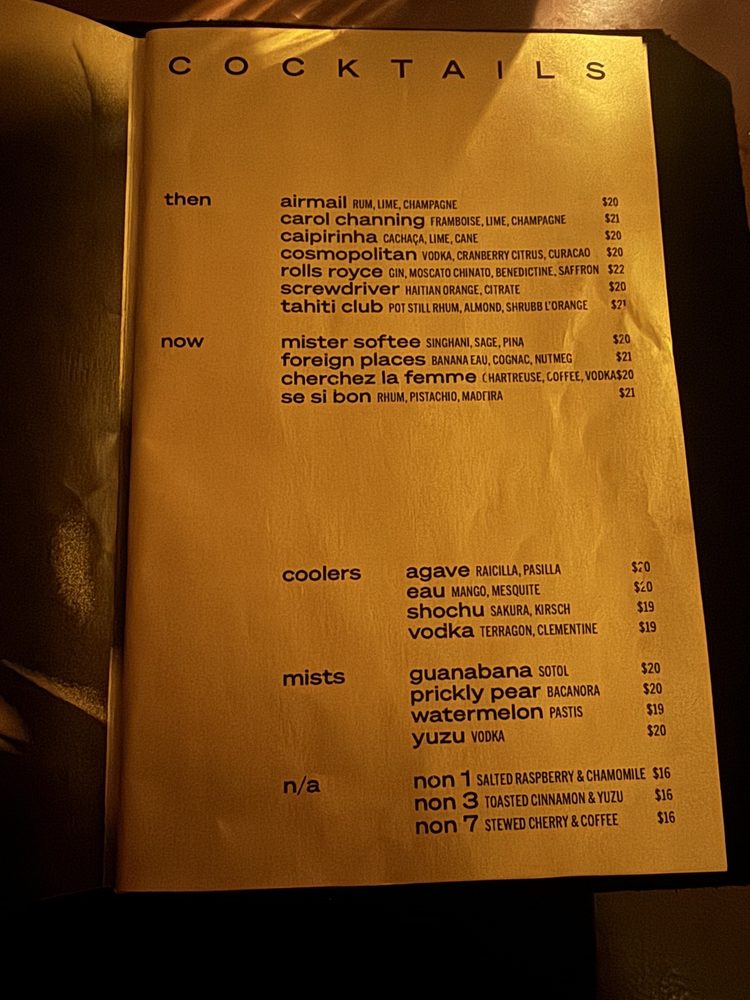 COCKTAILS
then airmail RUM, LIME, CHAMPAGNE $20
carol channing FRAMBOISE, LIME, CHAMPAGNE $21
caipirinha CACHAÇA, LIME, CANE $20
cosmopolitan VODKA, CRANBERRY CITRUS, CURACAO $20
rolls royce GIN, MOSCATO CHINATO, BENEDICTINE, SAFFRON $22
screwdriver HAITIAN ORANGE, CITRATE $20
tahiti club POT STILL RHUM, ALMOND, SHRUBB L'ORANGE $21
now mister softee SINGHANI, SAGE, PINA $20
foreign places BANANA EAU, COGNAC, NUTMEG $21
cherchez la femme CHARTREUSE, COFFEE, VODKA $20
se si bon RHUM, PISTACHIO, MADEIRA $21
coolers agave RAICILLA, PASILLA $20
eau MANGO, MESQUITE $20
shochu SAKURA, KIRSCH $19
vodka TERRAGON, CLEMENTINE $19
mists guanabana SOTOL $20
prickly pear BACANORA $20
watermelon PASTIS $19
yuzu VODKA $20
n/a non 1 SALTED RASPBERRY & CHAMOMILE $16
non 3 TOASTED CINNAMON & YUZU $16
non 7 STEWED CHERRY & COFFEE $16